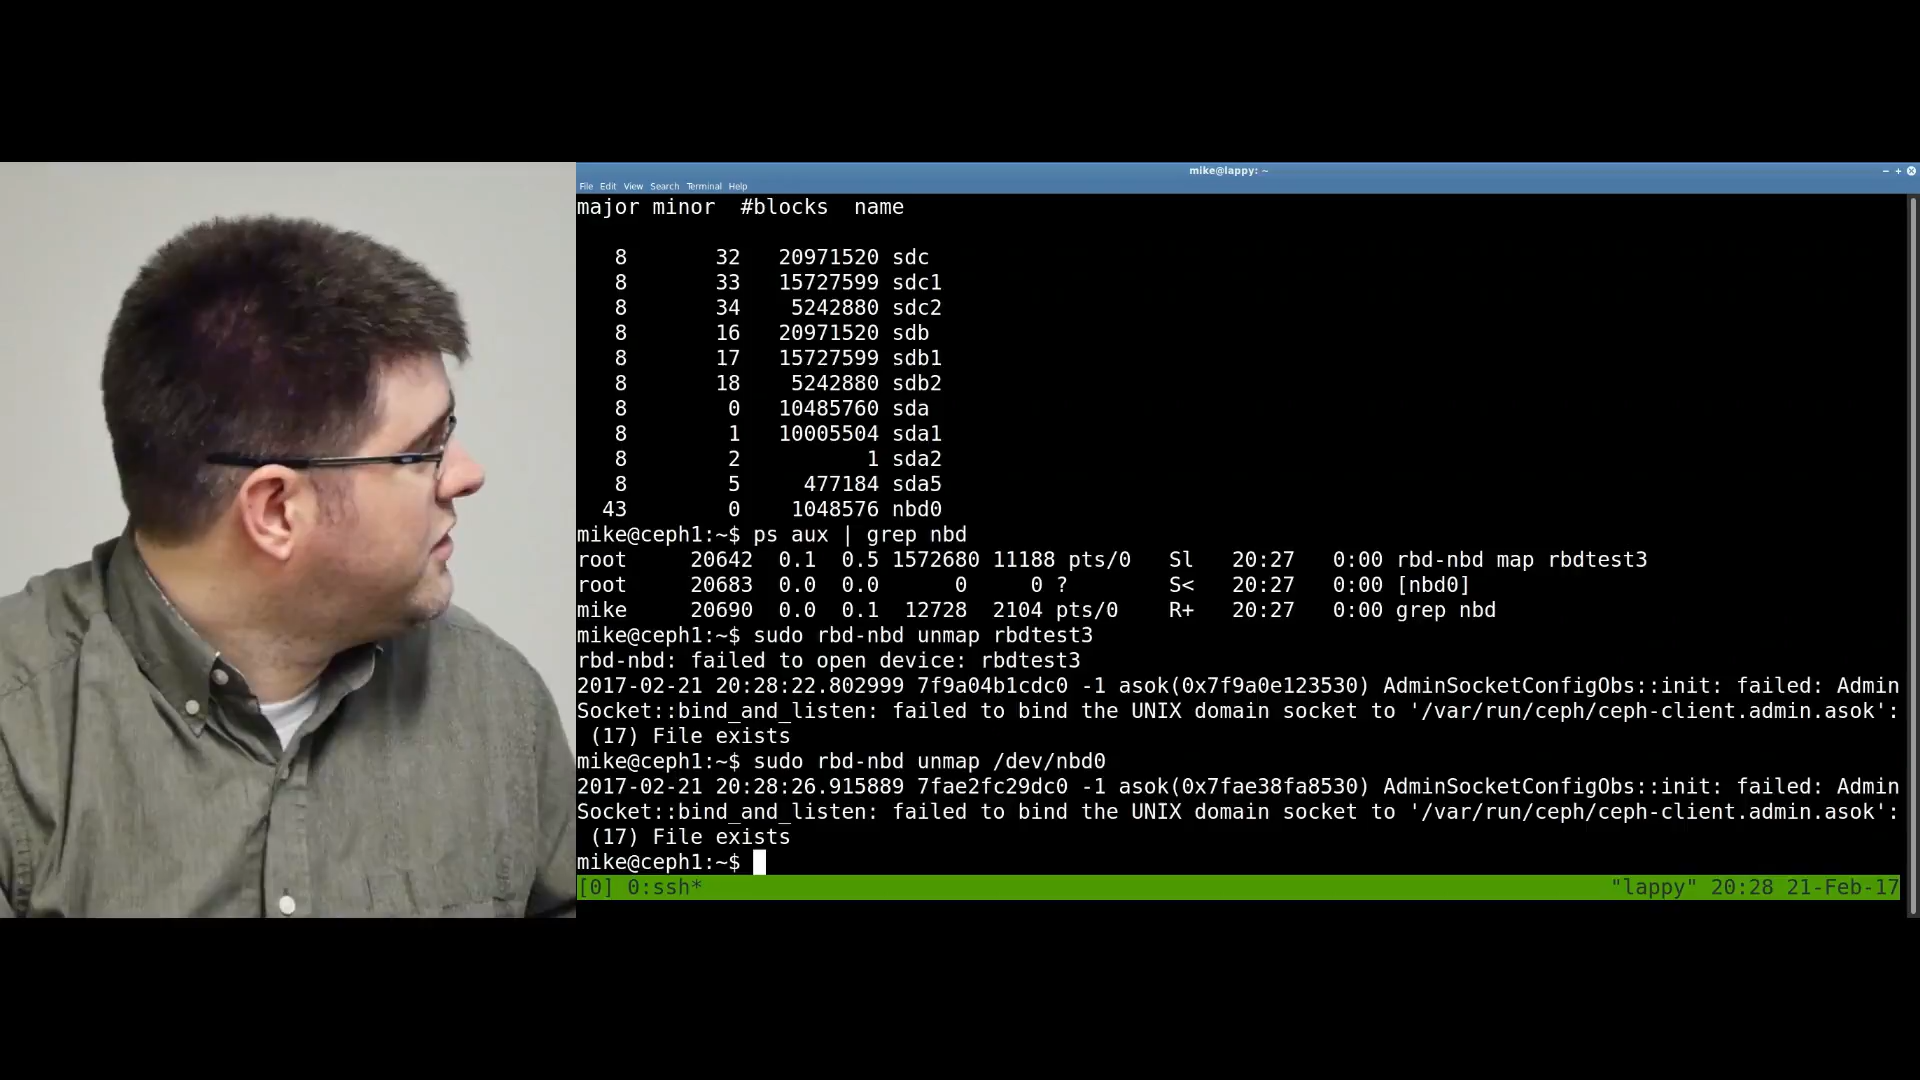 mike@lappy: ~
File Edit View Search Terminal Help
major minor  #blocks  name
   8       32   20971520 sdc
   8       33   15727599 sdc1
   8       34    5242880 sdc2
   8       16   20971520 sdb
   8       17   15727599 sdb1
   8       18    5242880 sdb2
   8        0   10485760 sda
   8        1   10005504 sda1
   8        2          1 sda2
   8        5     477184 sda5
  43        0    1048576 nbd0
mike@ceph1:~$ ps aux | grep nbd
root     20642  0.1  0.5 1572680 11188 pts/0   Sl   20:27   0:00 rbd-nbd map rbdtest3
root     20683  0.0  0.0      0     0 ?        S<   20:27   0:00 [nbd0]
mike     20690  0.0  0.1  12728  2104 pts/0    R+   20:27   0:00 grep nbd
mike@ceph1:~$ sudo rbd-nbd unmap rbdtest3
rbd-nbd: failed to open device: rbdtest3
2017-02-21 20:28:22.802999 7f9a04b1cdc0 -1 asok(0x7f9a0e123530) AdminSocketConfigObs::init: failed: Admin
Socket::bind_and_listen: failed to bind the UNIX domain socket to '/var/run/ceph/ceph-client.admin.asok':
 (17) File exists
mike@ceph1:~$ sudo rbd-nbd unmap /dev/nbd0
2017-02-21 20:28:26.915889 7fae2fc29dc0 -1 asok(0x7fae38fa8530) AdminSocketConfigObs::init: failed: Admin
Socket::bind_and_listen: failed to bind the UNIX domain socket to '/var/run/ceph/ceph-client.admin.asok':
 (17) File exists
mike@ceph1:~$
[0] 0:ssh* "lappy" 20:28 21-Feb-17